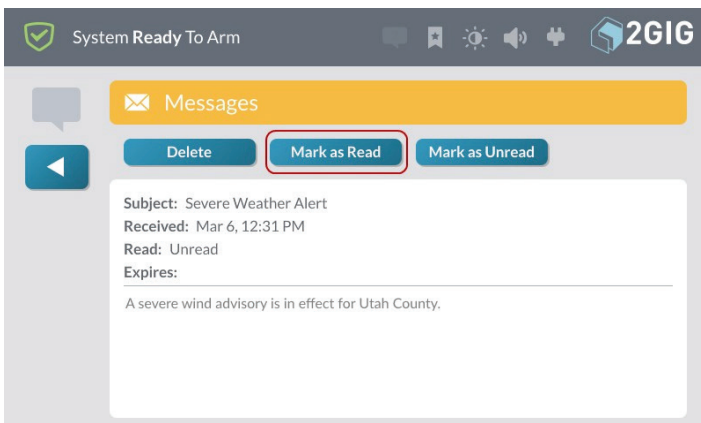 System Ready To Arm
2GIG
Messages
Delete Mark as Read Mark as Unread
Subject: Severe Weather Alert
Received: Mar 6, 12:31 PM
Read: Unread
Expires:
A severe wind advisory is in effect for Utah County.